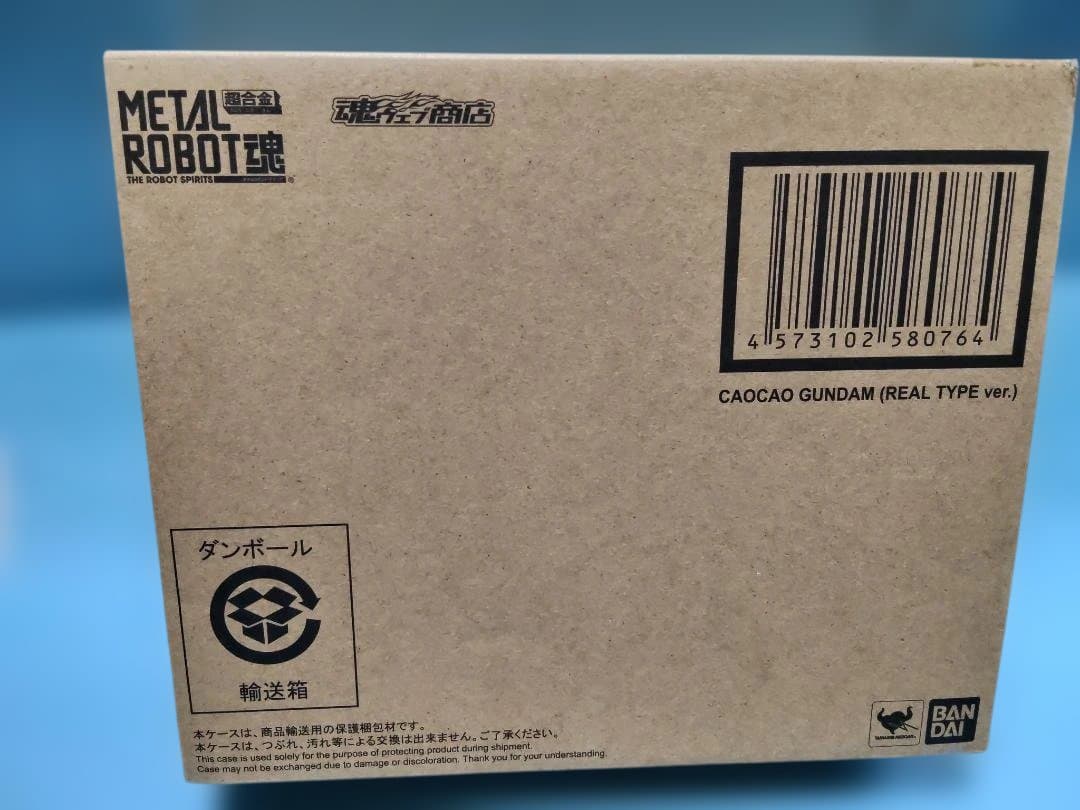 METAL 超合金
ROBOT魂
THE ROBOT SPIRITS
魂ウェブ商店
4 573102 580764
CAOCAO GUNDAM (REAL TYPE ver.)
ダンボール
輸送箱
本ケースは、商品輸送用の保護梱包材です。
本ケースは、つぶれ、汚れ等による交換は出来ません。ご了承ください。
This case is used solely for the purpose of protecting product during shipment.
Case may not be exchanged due to damage or discoloration. Thank you for your understanding.
BAN
DAI